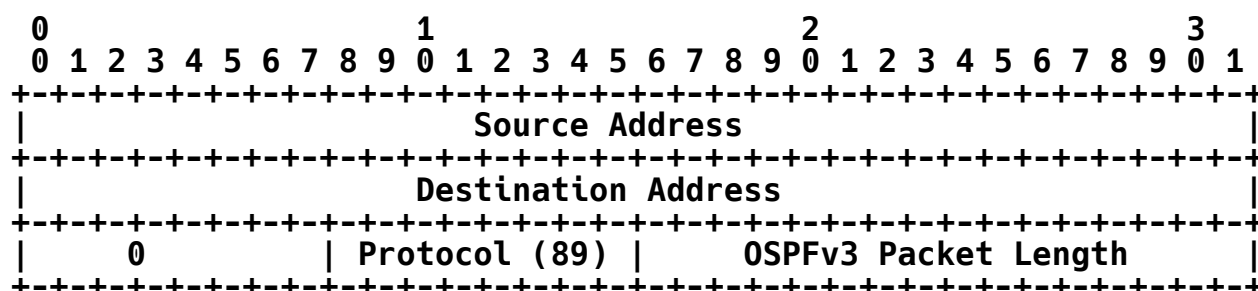 0                   1                   2                   3
 0 1 2 3 4 5 6 7 8 9 0 1 2 3 4 5 6 7 8 9 0 1 2 3 4 5 6 7 8 9 0 1
+-+-+-+-+-+-+-+-+-+-+-+-+-+-+-+-+-+-+-+-+-+-+-+-+-+-+-+-+-+-+-+-+
|                       Source Address                          |
+-+-+-+-+-+-+-+-+-+-+-+-+-+-+-+-+-+-+-+-+-+-+-+-+-+-+-+-+-+-+-+-+
|                    Destination Address                        |
+-+-+-+-+-+-+-+-+-+-+-+-+-+-+-+-+-+-+-+-+-+-+-+-+-+-+-+-+-+-+-+-+
|     0         | Protocol (89) |     OSPFv3 Packet Length      |
+-+-+-+-+-+-+-+-+-+-+-+-+-+-+-+-+-+-+-+-+-+-+-+-+-+-+-+-+-+-+-+-+